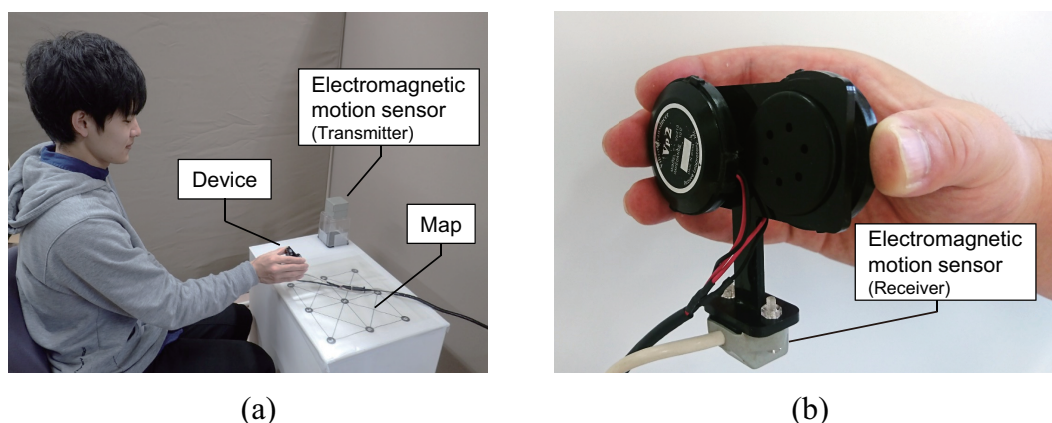 Electromagnetic
motion sensor
(Transmitter)
Device
Map
Vp2
Electromagnetic
motion sensor
(Receiver)
(a)
(b)